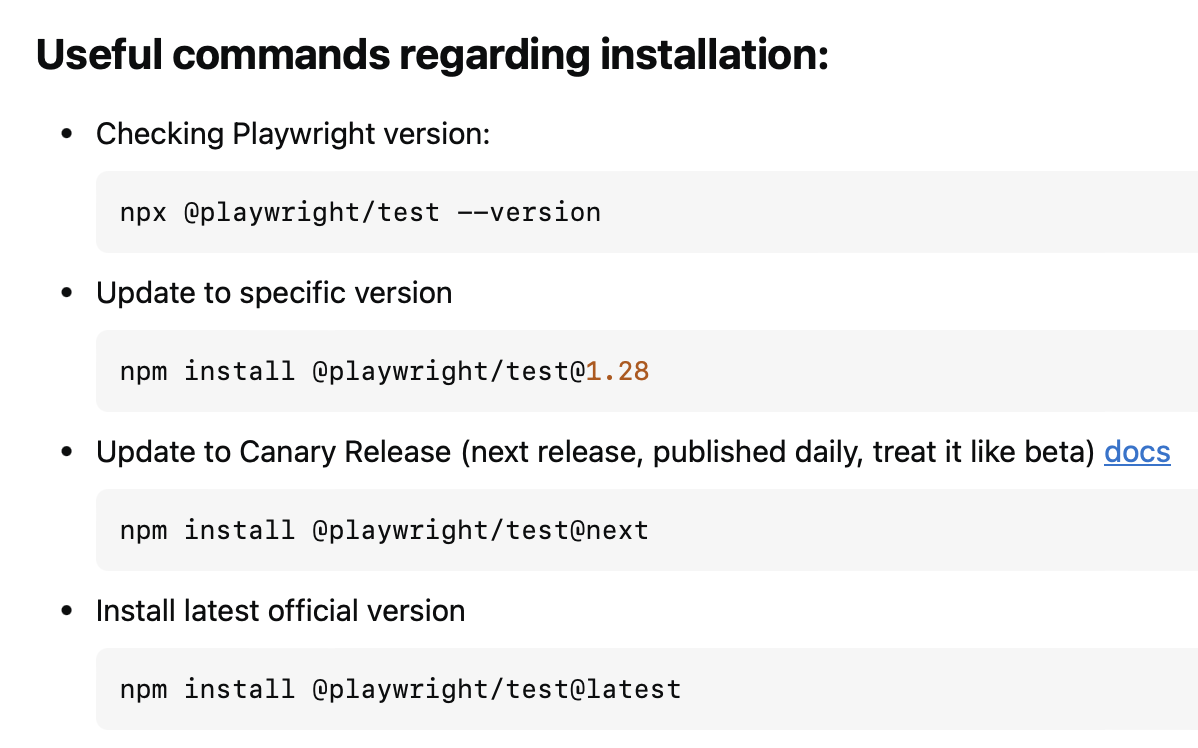 Useful commands regarding installation:
• Checking Playwright version:
npx @playwright/test --version
• Update to specific version
npm install @playwright/test@1.28
• Update to Canary Release (next release, published daily, treat it like beta) docs
npm install @playwright/test@next
• Install latest official version
npm install @playwright/test@latest